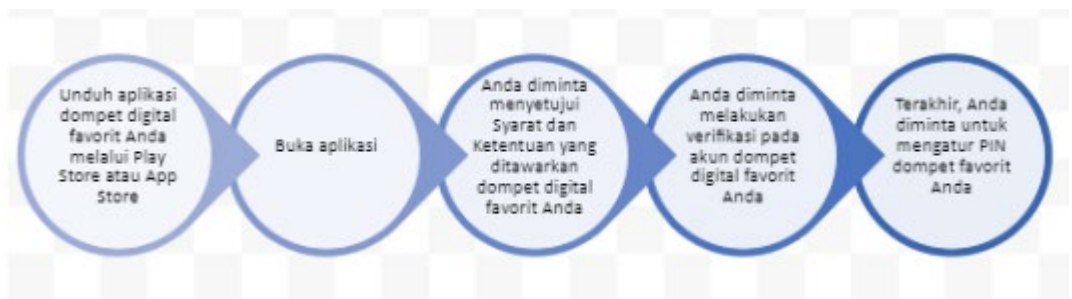 Unduh aplikasi
dompet digital
favorit Anda
melalui Play
Store atau App
Store
Buka aplikasi
Anda diminta
menyetujui
Syarat dan
Ketentuan yang
ditawarkan
dompet digital
favorit Anda
Anda diminta
melakukan
verifikasi pada
akun dompet
digital favorit
Anda
Terakhir, Anda
diminta untuk
mengatur PIN
dompet favorit
Anda